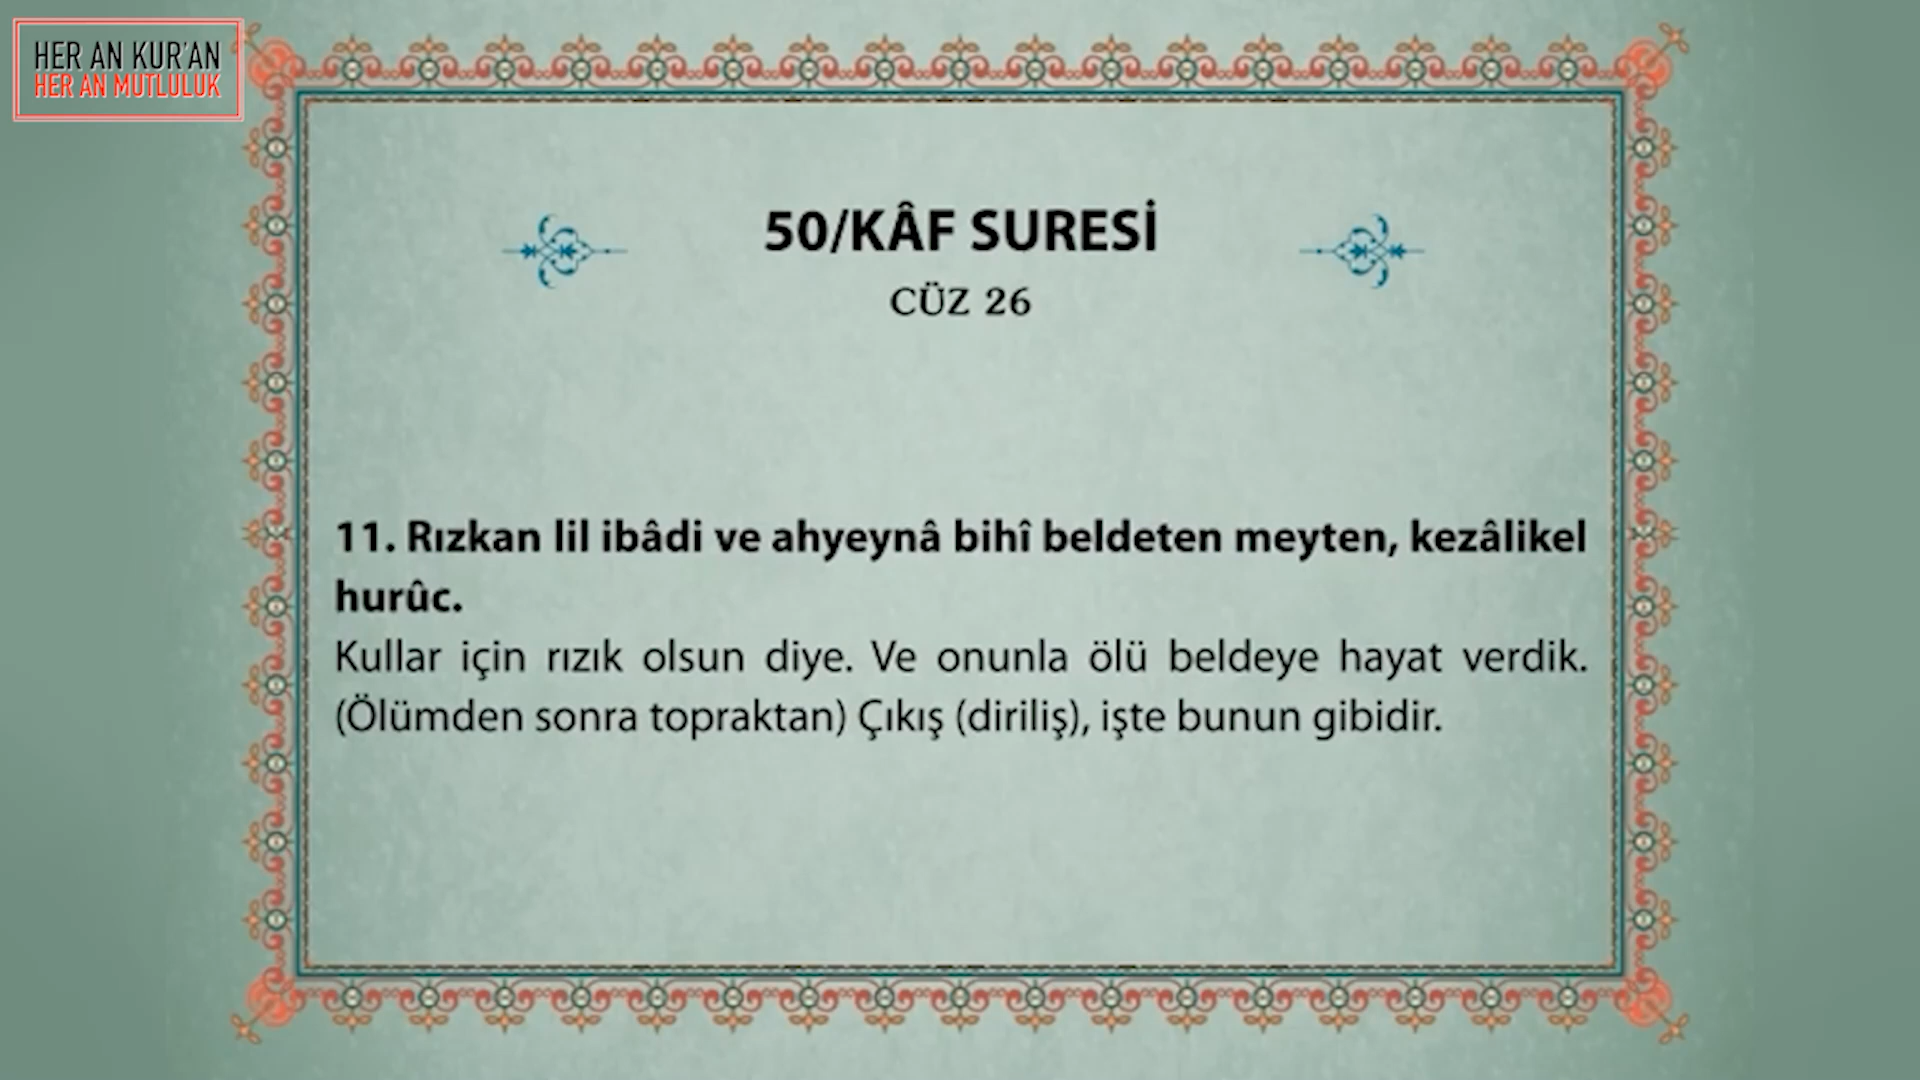 HER AN KUR'AN
HER AN MUTLULUK
50/KÂF SURESİ
CÜZ 26
11. Rızkan lil ibâdi ve ahyeynâ bihî beldeten meyten, kezâlikel
hurûc.
Kullar için rızık olsun diye. Ve onunla ölü beldeye hayat verdik.
(Ölümden sonra topraktan) Çıkış (diriliş), işte bunun gibidir.